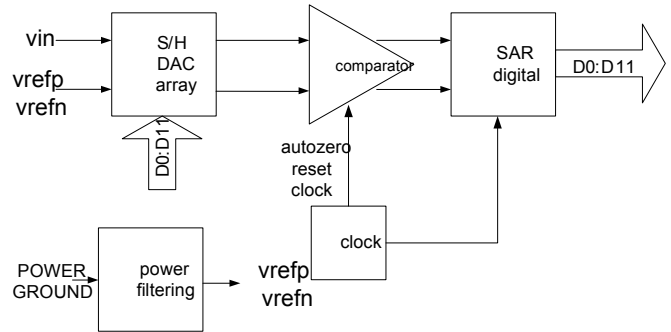 vin
vrefp
vrefn
S/H
DAC
array
D0:D11
comparator
SAR
digital
D0:D11
autozero
reset
clock
clock
POWER
GROUND
power
filtering
vrefp
vrefn